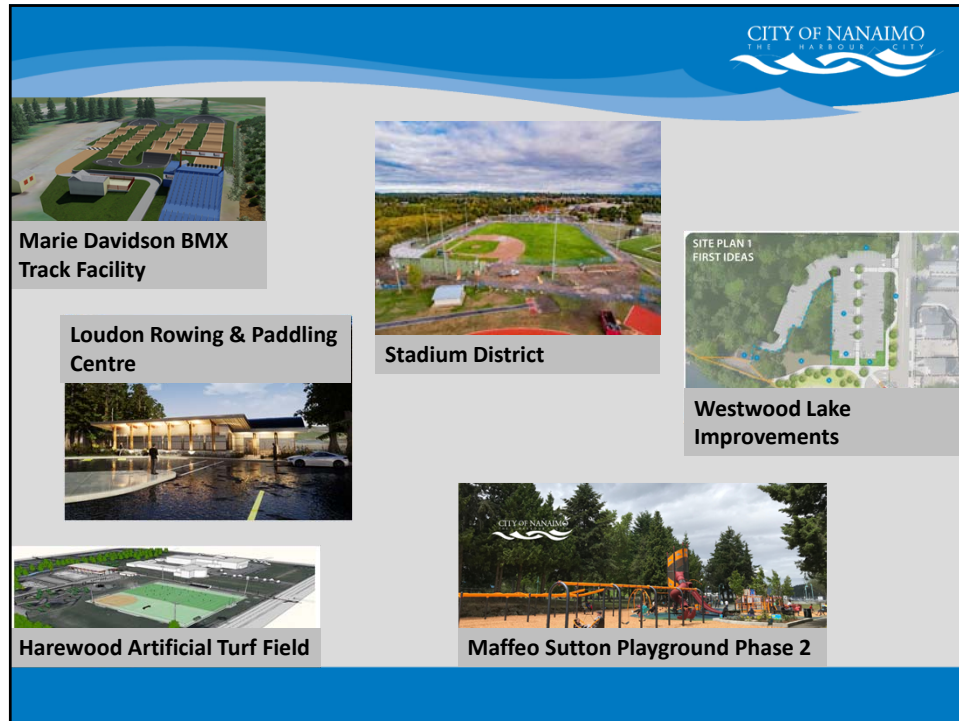 CITY OF NANAIMO
THE HARBOUR CITY
Marie Davidson BMX
Track Facility
Stadium District
SITE PLAN 1
FIRST IDEAS
Westwood Lake
Improvements
Loudon Rowing & Paddling
Centre
CITY OF NANAIMO
Harewood Artificial Turf Field
Maffeo Sutton Playground Phase 2